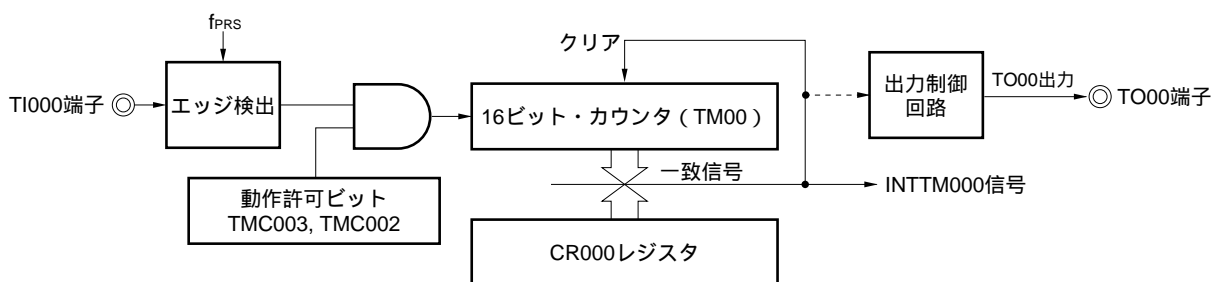 fPRS
TI000端子
エッジ検出
動作許可ビット
TMC003, TMC002
クリア
16ビット・カウンタ（TM00）
一致信号
CR000レジスタ
出力制御
回路
TO00出力
TO00端子
INTTM000信号